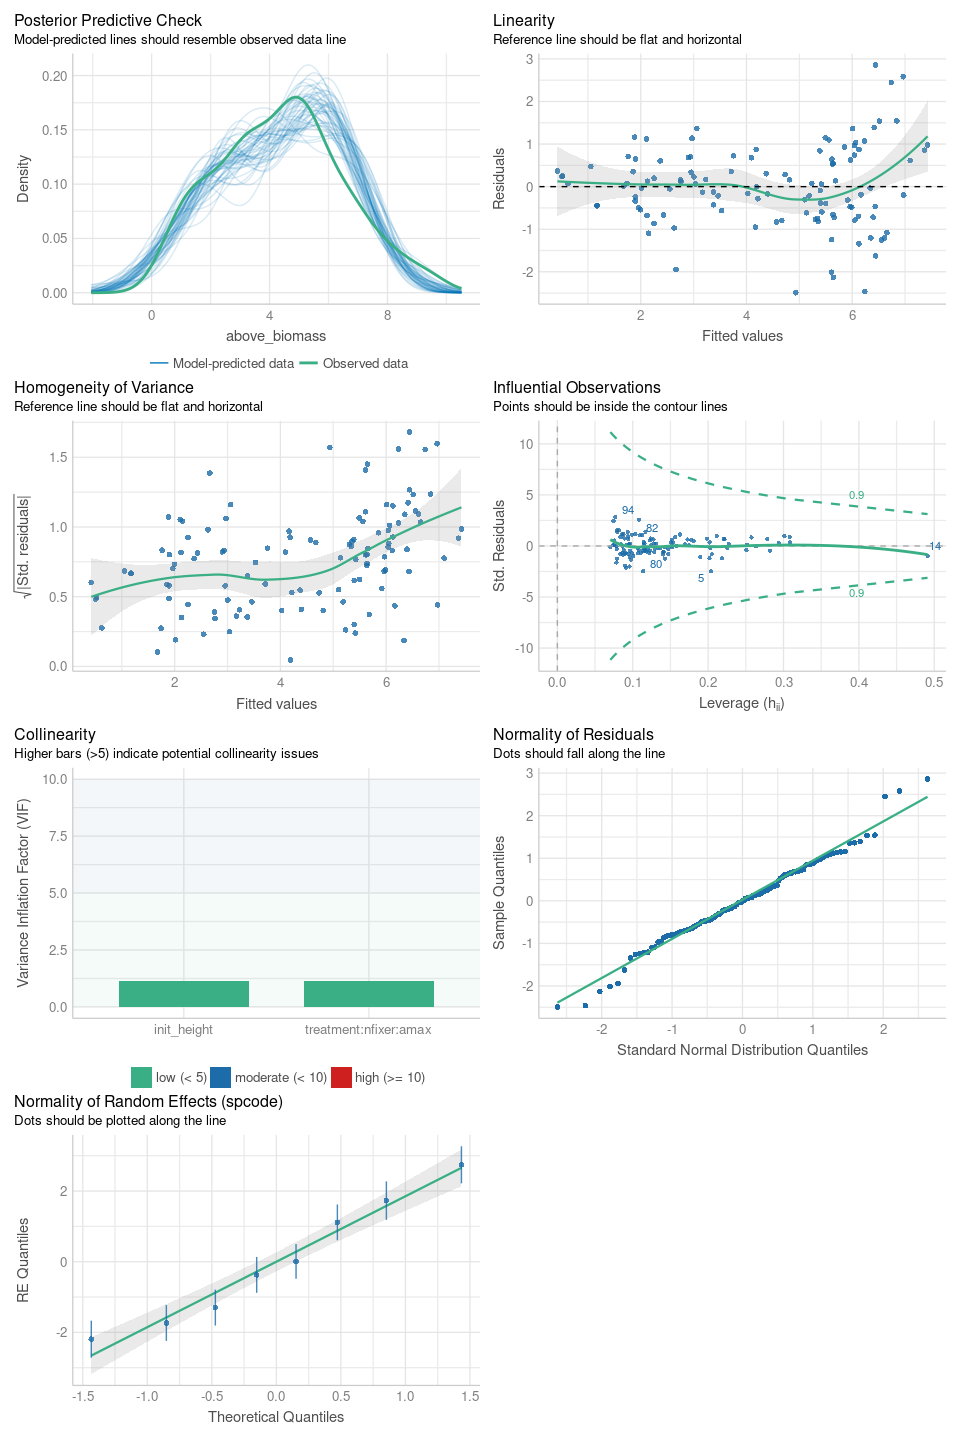 Posterior Predictive Check
Model-predicted lines should resemble observed data line
0.20
0.15
0.10
0.05
0.00
Density
0
4
8
above_biomass
Model-predicted data
Observed data
Linearity
Reference line should be flat and horizontal
3
2
1
0
-1
-2
Residuals
2
4
6
Fitted values
Homogeneity of Variance
Reference line should be flat and horizontal
1.5
1.0
0.5
0.0
√|Std. residuals|
2
4
6
Fitted values
Influential Observations
Points should be inside the contour lines
10
5
0
-5
-10
Std. Residuals
0.9
94
82
14
80
5
0.9
0.0
0.1
0.2
0.3
0.4
0.5
Leverage (hii)
Collinearity
Higher bars (>5) indicate potential collinearity issues
10.0
7.5
5.0
2.5
0.0
Variance Inflation Factor (VIF)
init_height
treatment:nfixer:amax
low (< 5)
moderate (< 10)
high (>= 10)
Normality of Residuals
Dots should fall along the line
3
2
1
0
-1
-2
Sample Quantiles
-2
-1
0
1
2
Standard Normal Distribution Quantiles
Normality of Random Effects (spcode)
Dots should be plotted along the line
2
0
-2
RE Quantiles
-1.5
-1.0
-0.5
0.0
0.5
1.0
1.5
Theoretical Quantiles